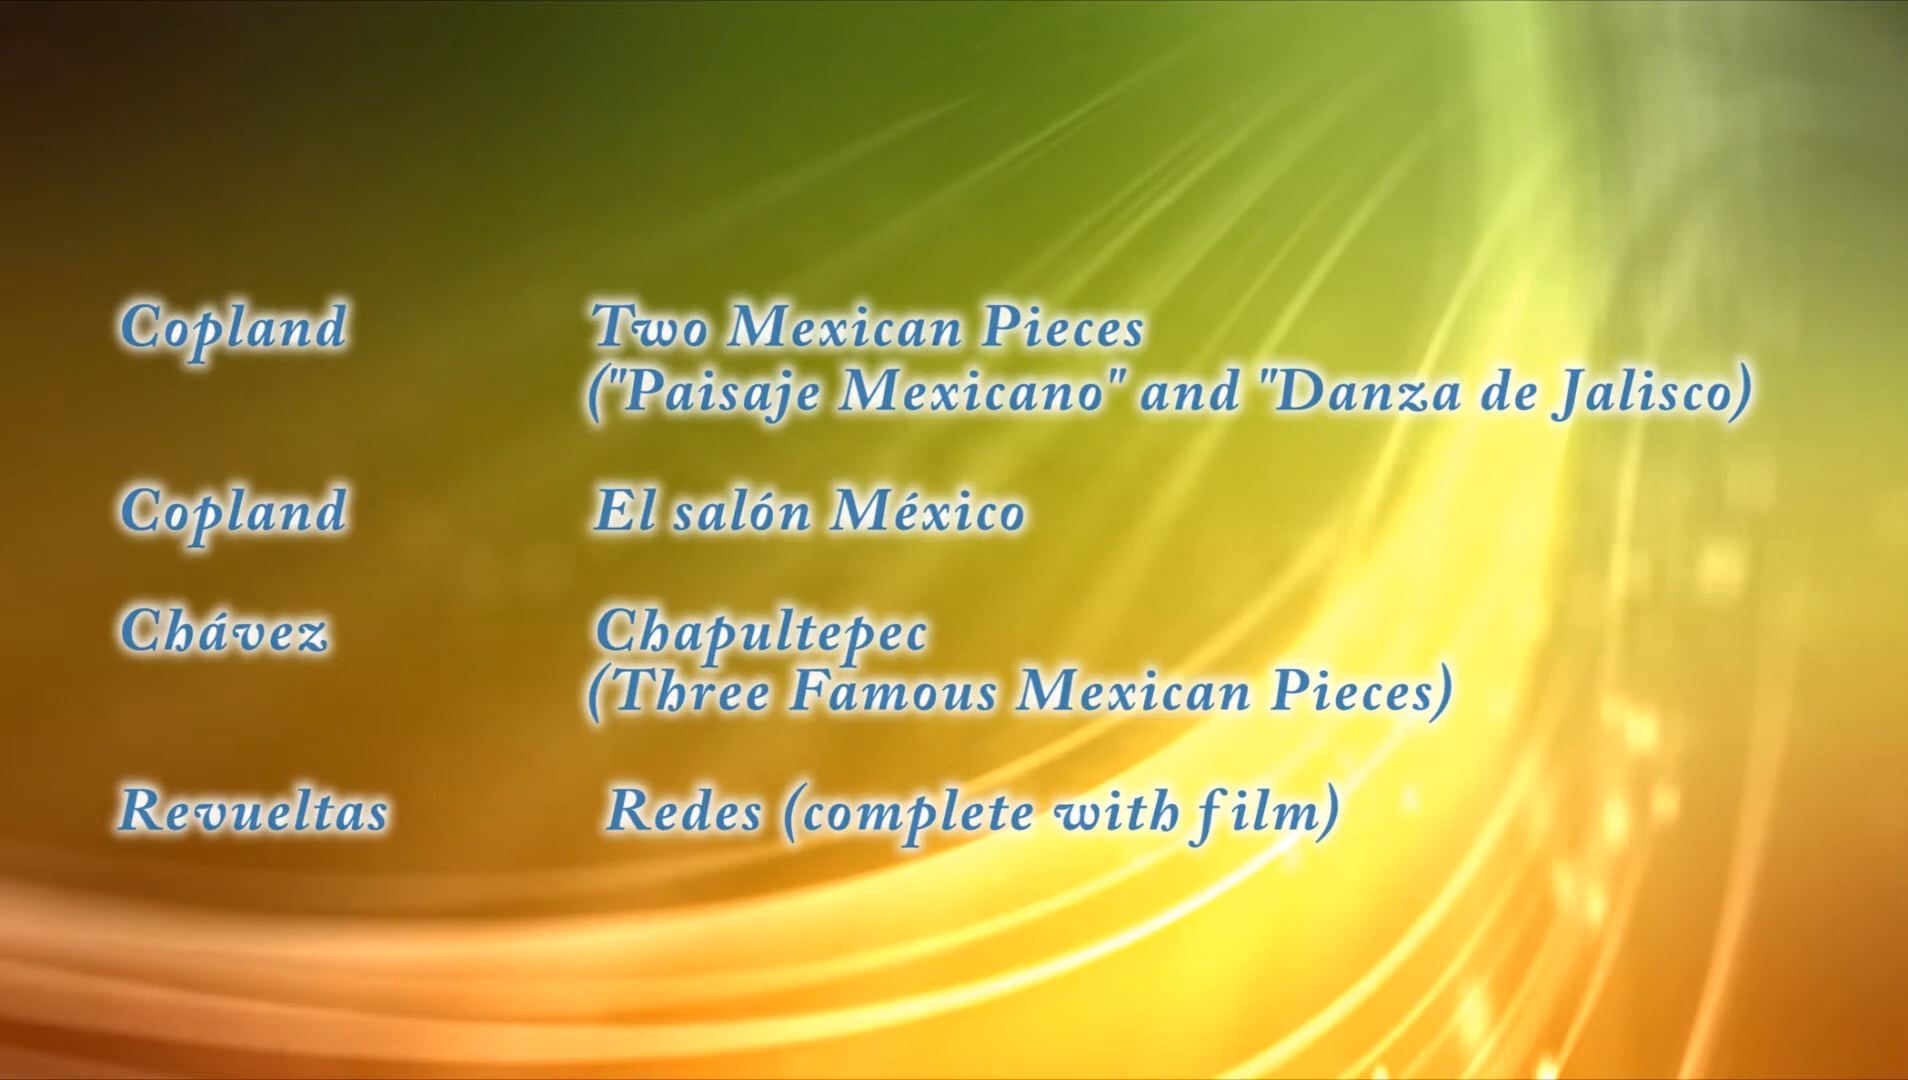 Copland Two Mexican Pieces
("Paisaje Mexicano" and "Danza de Jalisco)
Copland El salón México
Chávez Chapultepec
(Three Famous Mexican Pieces)
Revueltas Redes (complete with film)